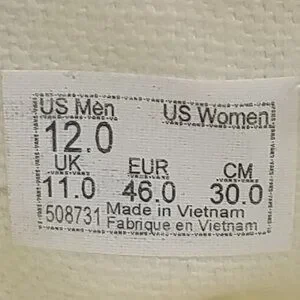 US Men US Women
12.0
UK EUR CM
11.0 46.0 30.0
508731 Made in Vietnam
Fabrique en Vietnam